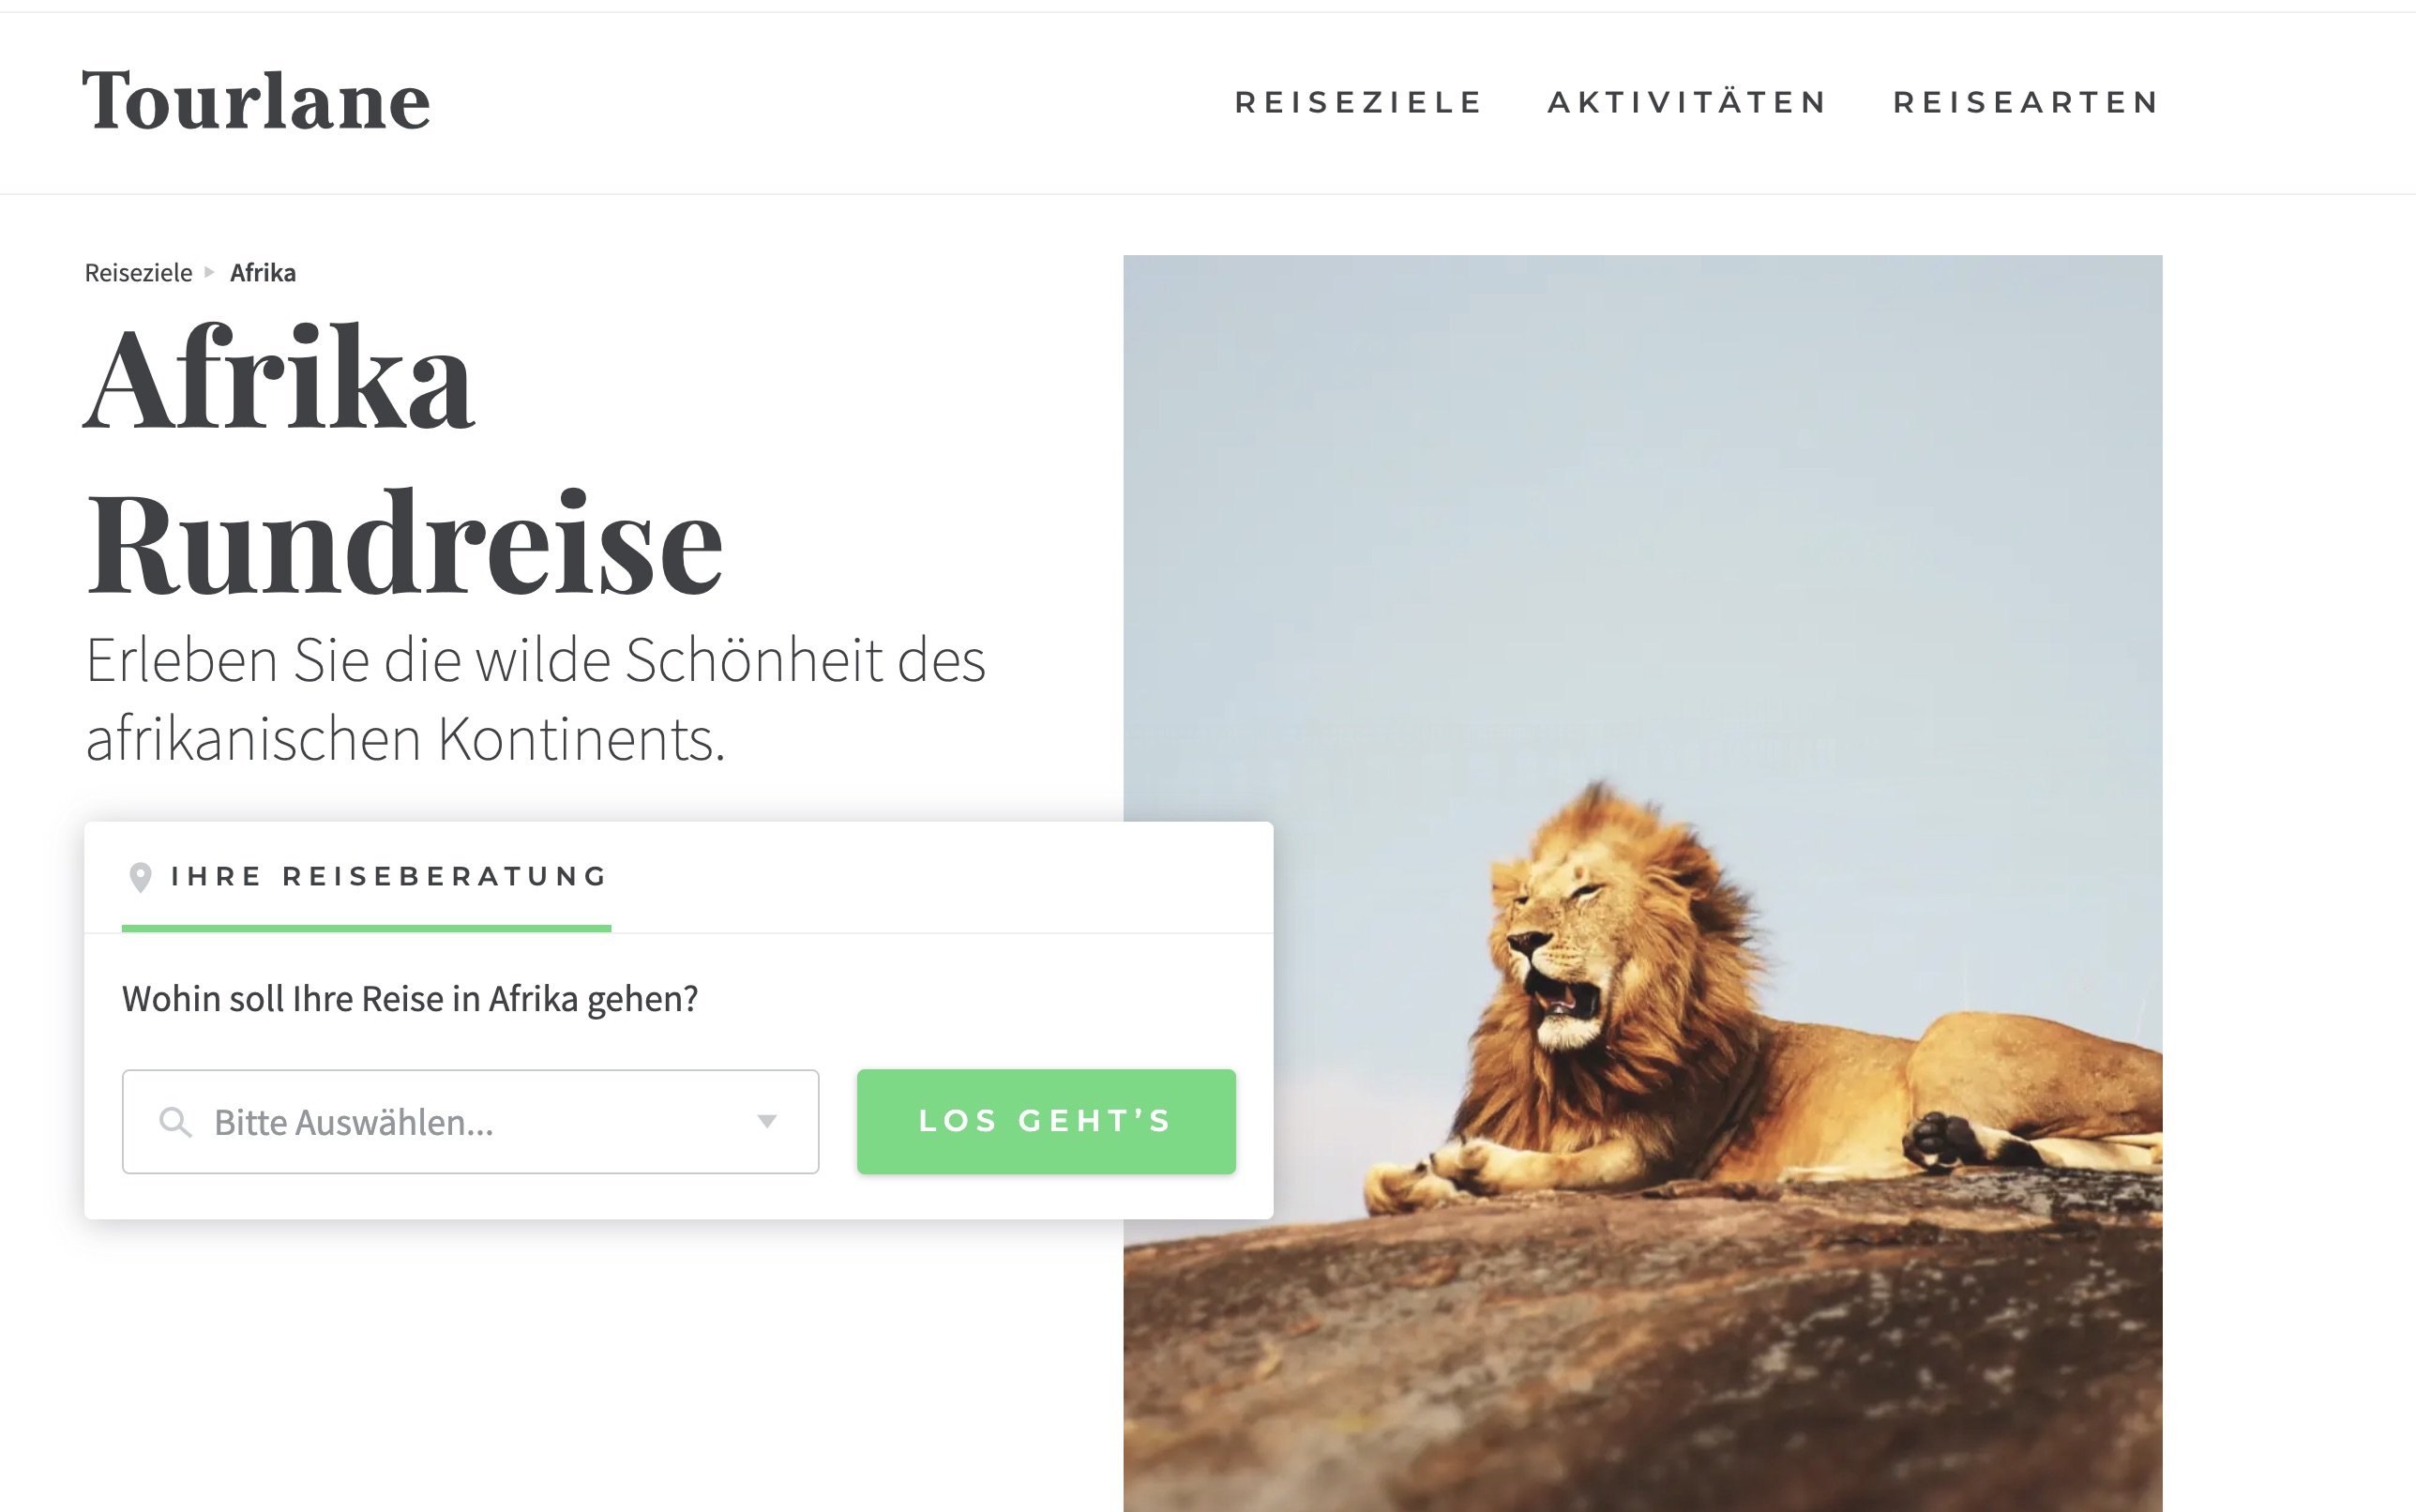 Tourlane
REISEZIELE AKTIVITÄTEN REISEARTEN
Reiseziele Afrika
Afrika
Rundreise
Erleben Sie die wilde Schönheit des
afrikanischen Kontinents.
IHRE REISEBERATUNG
Wohin soll Ihre Reise in Afrika gehen?
Bitte Auswählen...
LOS GEHT’S